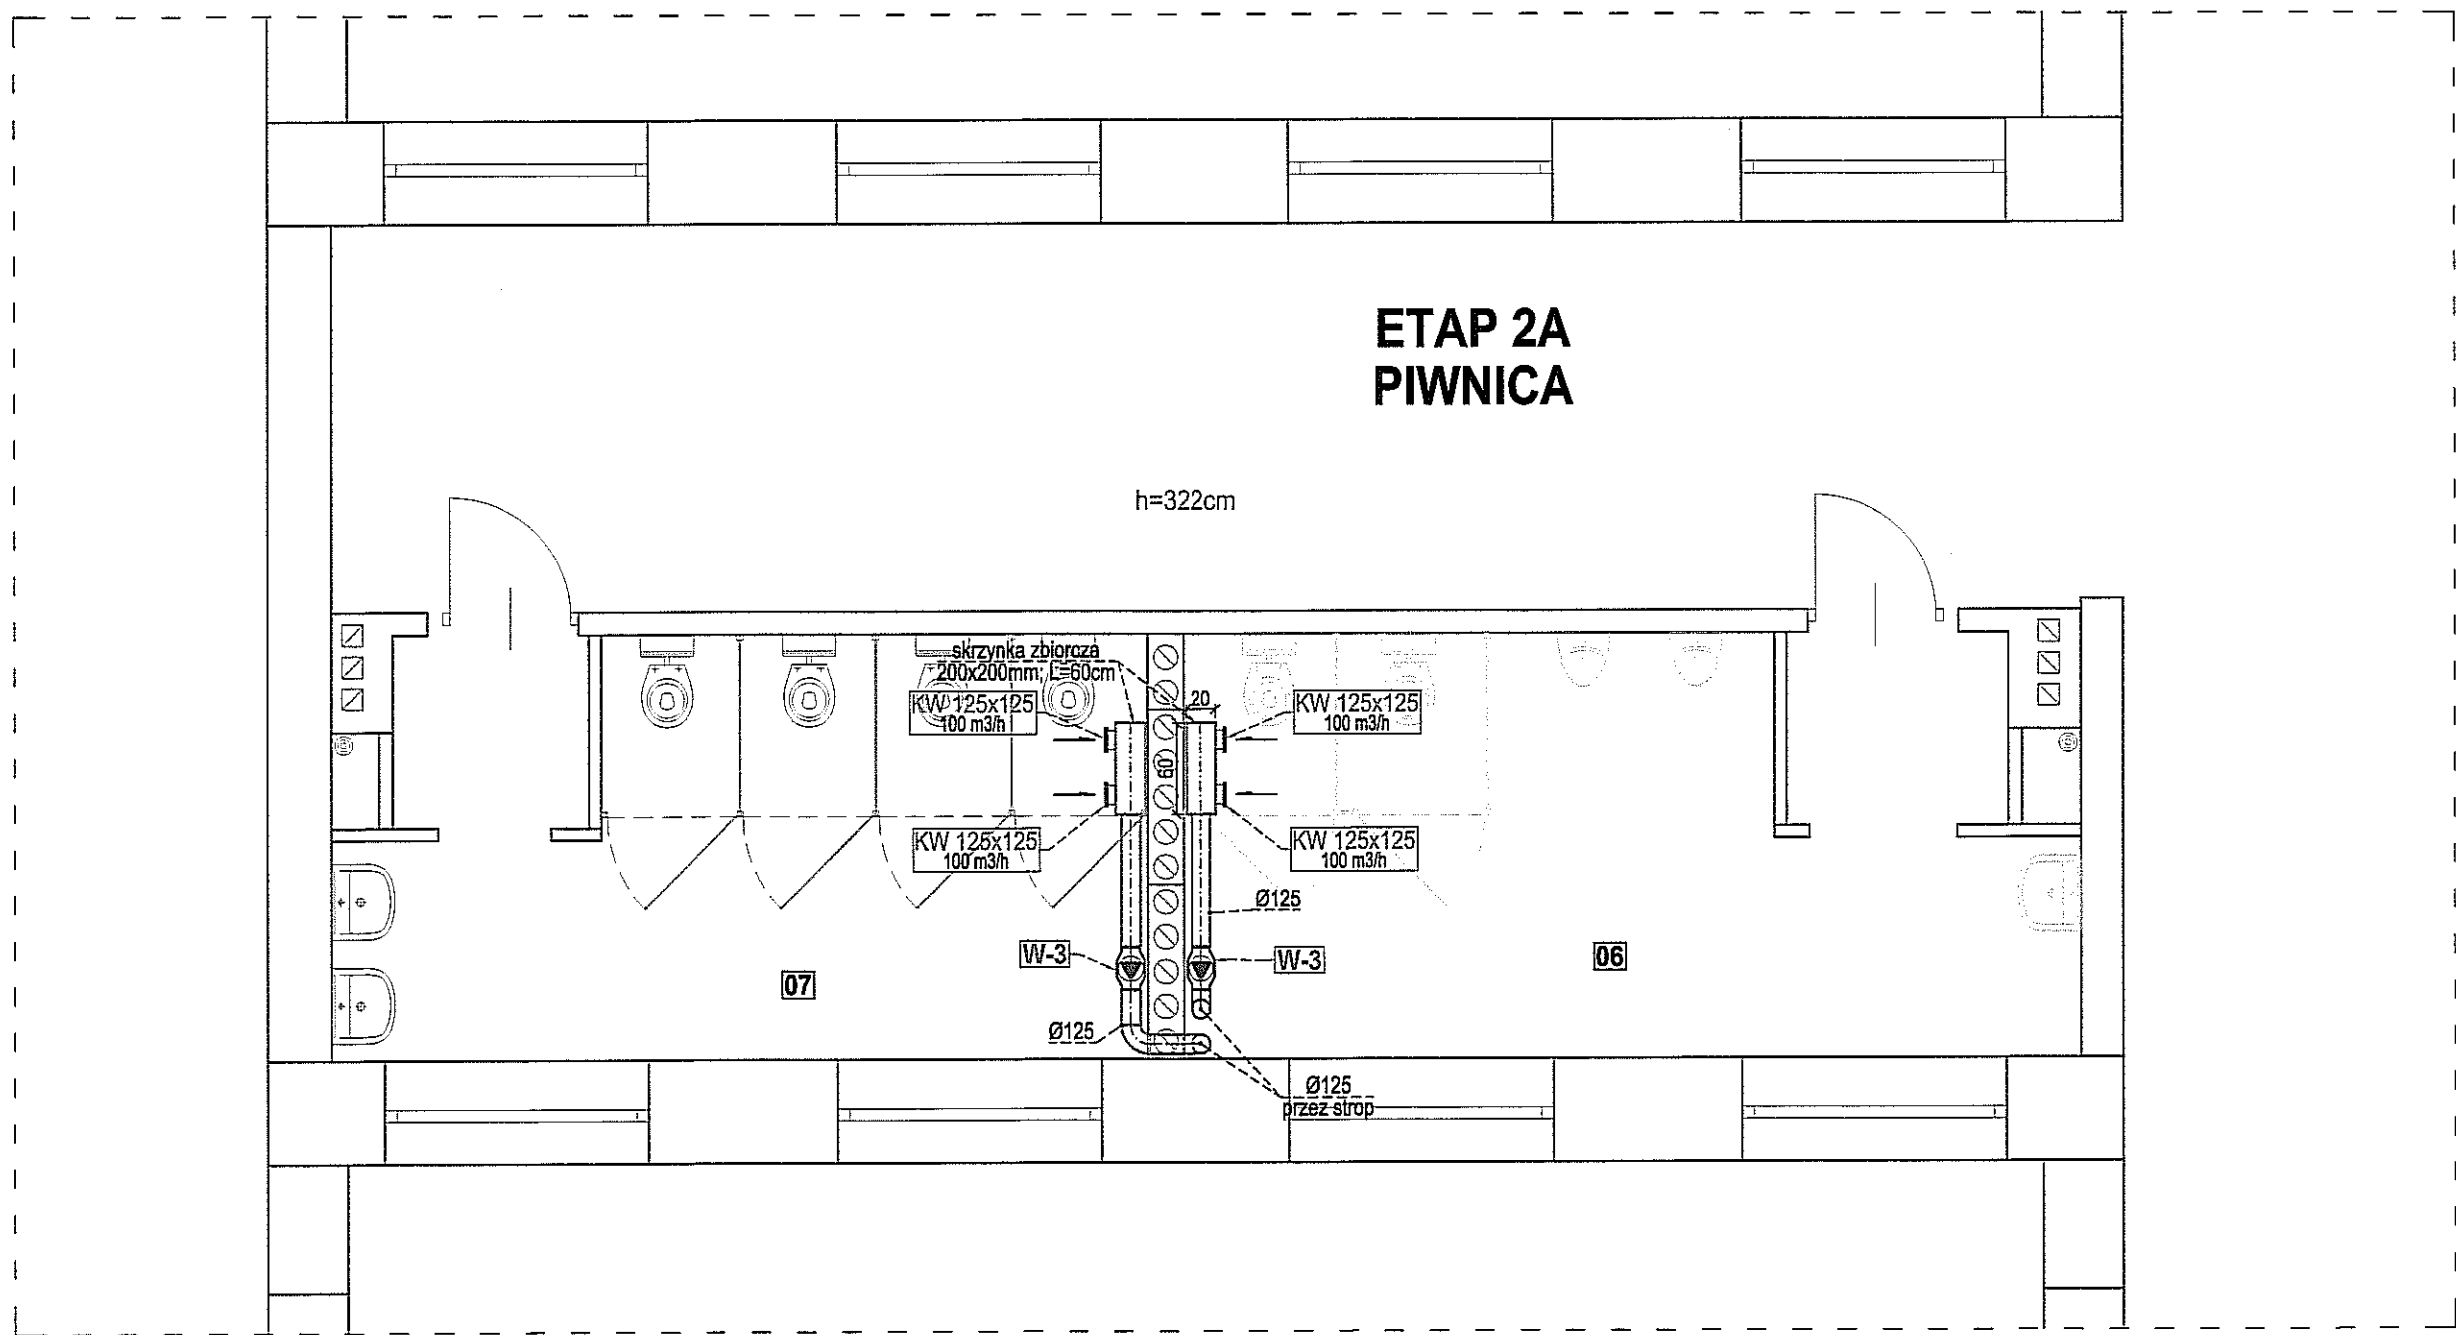 ETAP 2A
PIWNICA
h=322cm
skrzynka zbiorcza
200x200mm; L=60cm
KW 125x125
100 m3/h
20
KW 125x125
100 m3/h
60
KW 125x125
100 m3/h
KW 125x125
100 m3/h
Ø125
W-3
W-3
06
07
Ø125
Ø125
przez strop